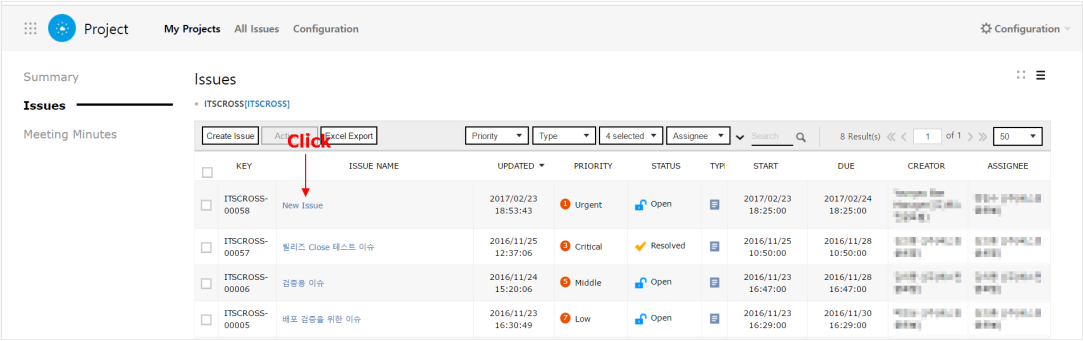 Project
My Projects All Issues Configuration
Configuration
Summary
Issues
Meeting Minutes
Issues
ITSCROSS[ITSCROSS]
Create Issue Excel Export Priority Type 4 selected Assignee Search 8 Result(s) 1 of 1 50
Click
KEY ISSUE NAME UPDATED PRIORITY STATUS TYP START DUE CREATOR ASSIGNEE
ITSCROSS-00058 New Issue 2017/02/23 18:53:43 1 Urgent Open 2017/02/23 18:25:00 2017/02/24 18:25:00
ITSCROSS-00057 릴리즈 Close 테스트 이슈 2016/11/25 12:37:06 3 Critical Resolved 2016/11/25 10:50:00 2016/11/28 10:50:00
ITSCROSS-00006 검증용 이슈 2016/11/24 15:20:06 5 Middle Open 2016/11/23 16:47:00 2016/11/28 16:47:00
ITSCROSS-00005 배포 검증을 위한 이슈 2016/11/23 16:30:49 7 Low Open 2016/11/23 16:29:00 2016/11/30 16:29:00